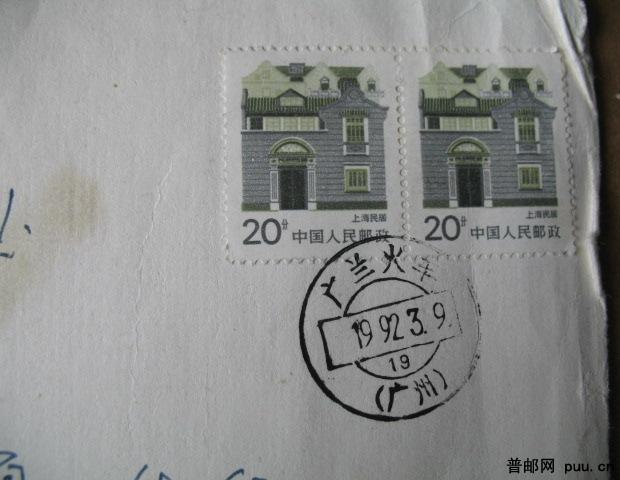 上海民居
20分 中国人民邮政
上海民居
20分 中国人民邮政
兰火车
1992.3.9.
19
(广州)
普邮网 puu.cn